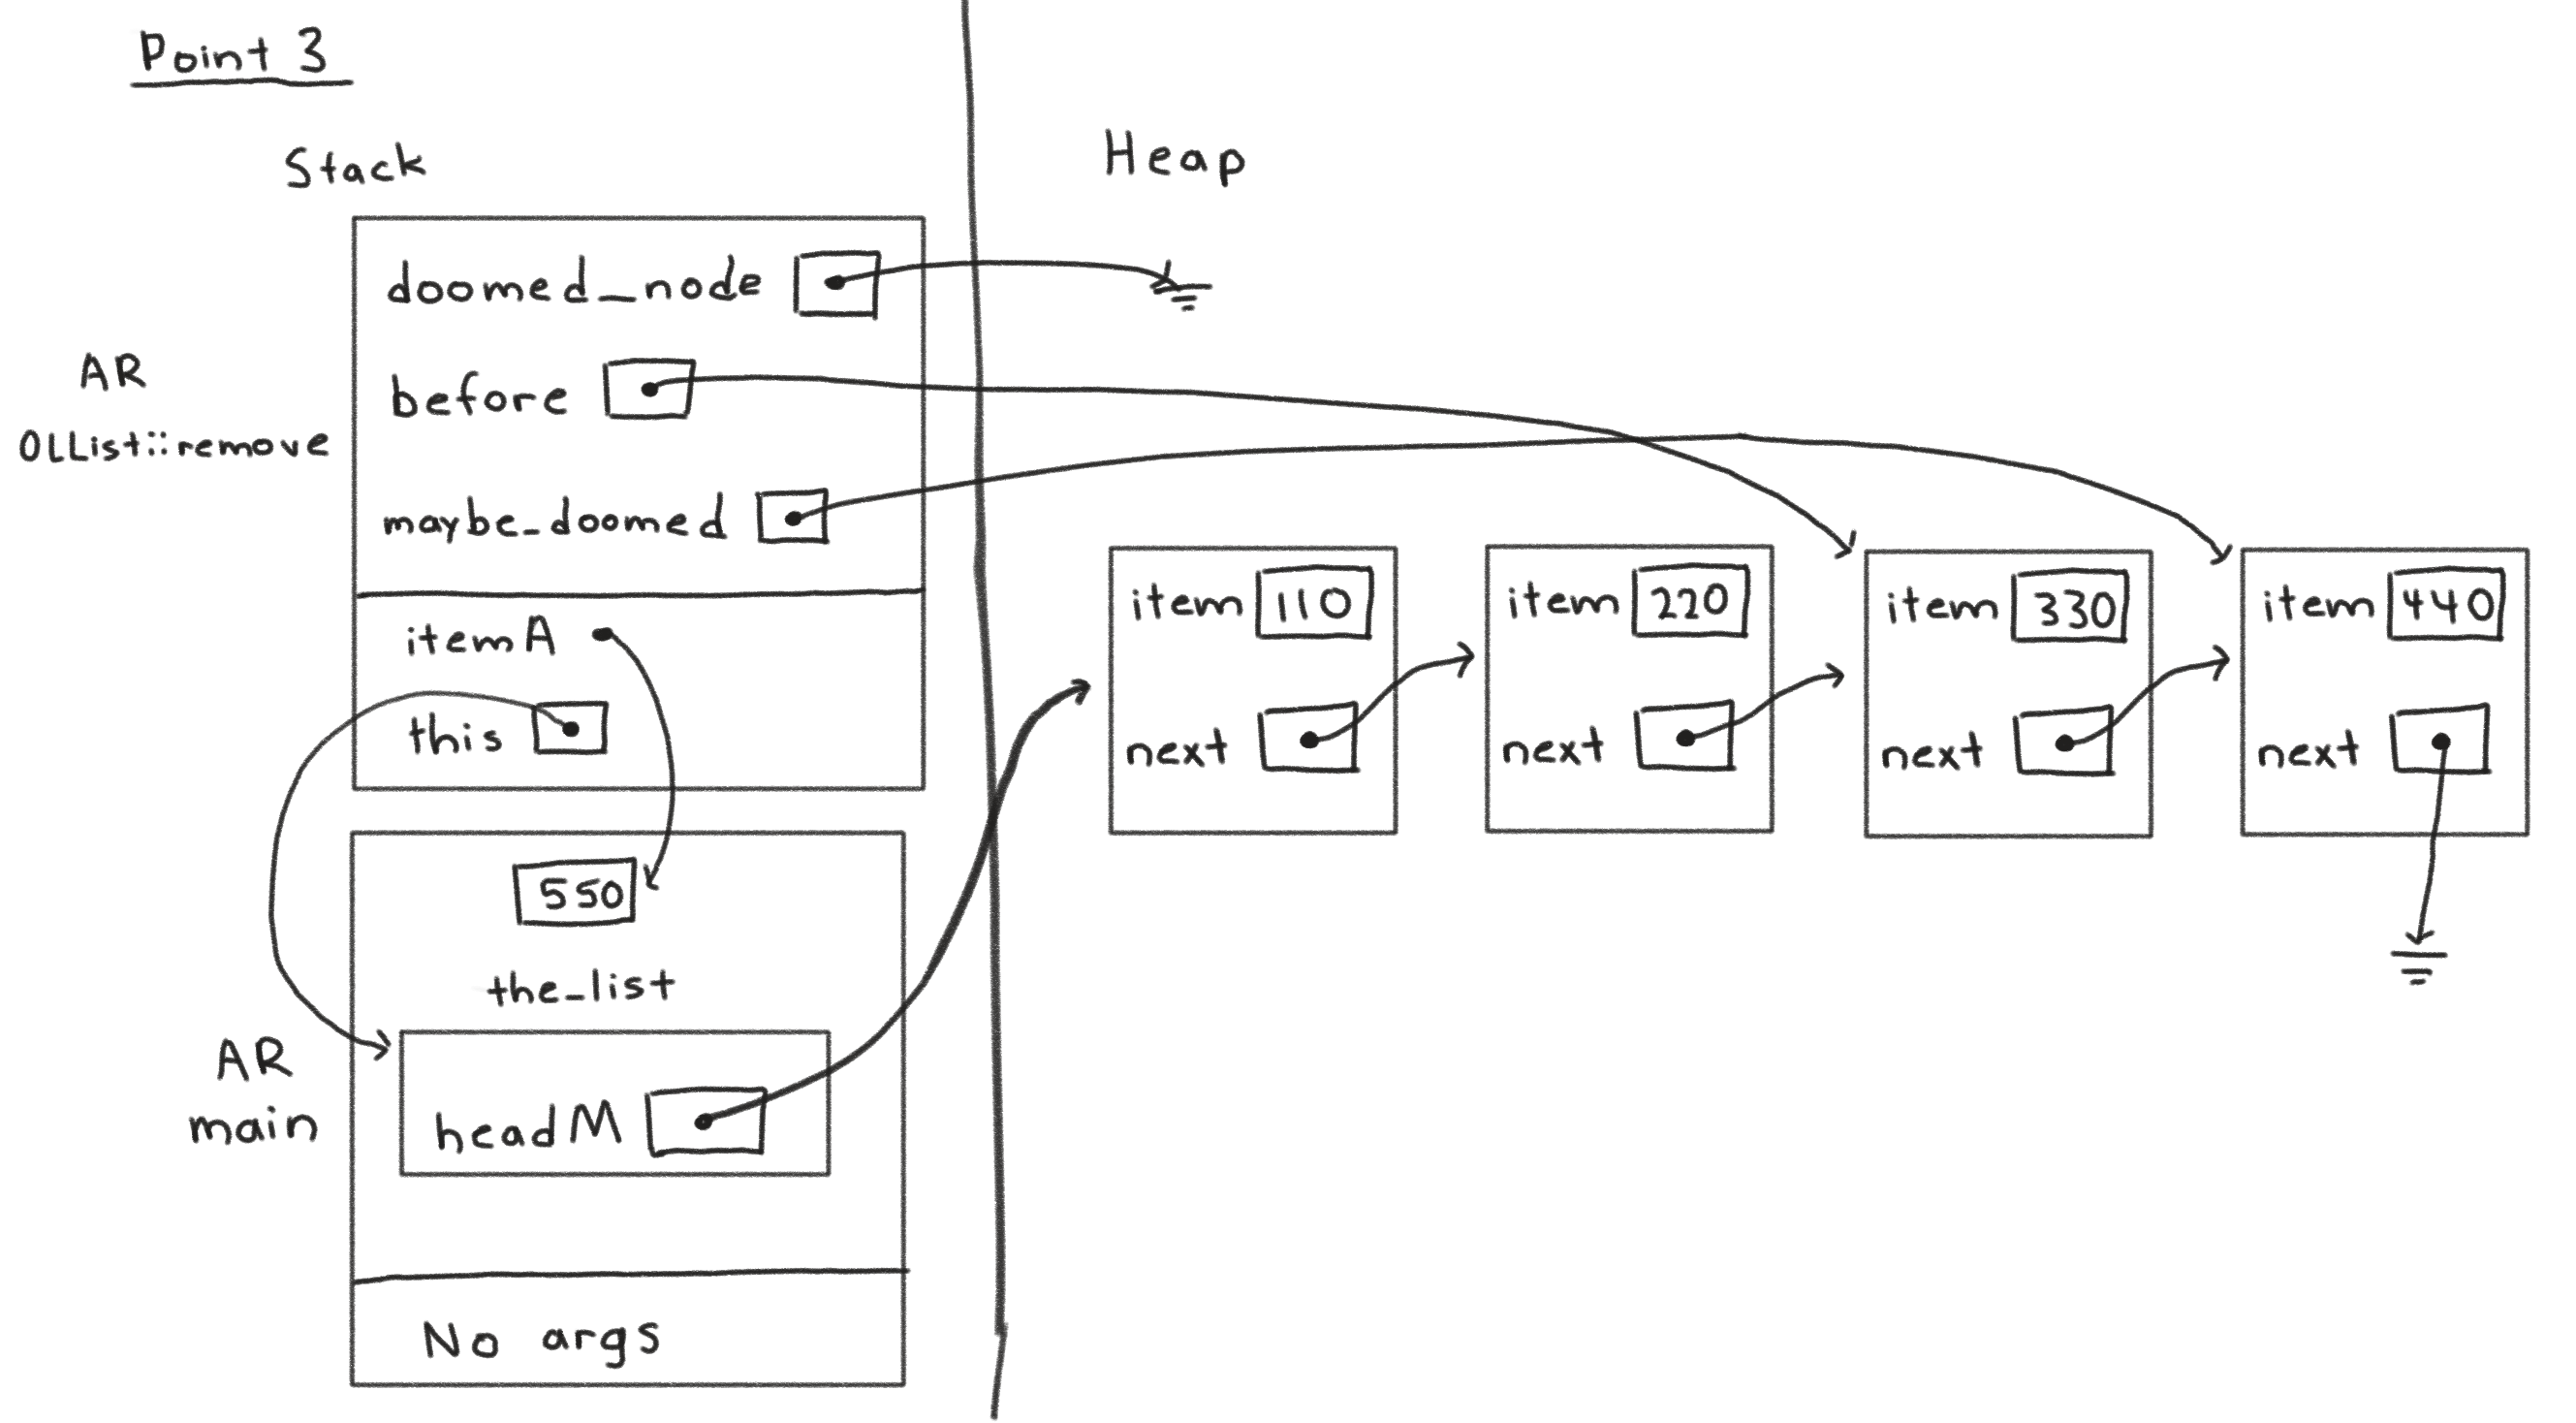 Point 3
Stack
Heap
doomed_node
before
maybe_doomed
AR
OLList::remove
itemA
this
item 110
next
item 220
next
item 330
next
item 440
next
550
the_list
headM
AR
main
No args